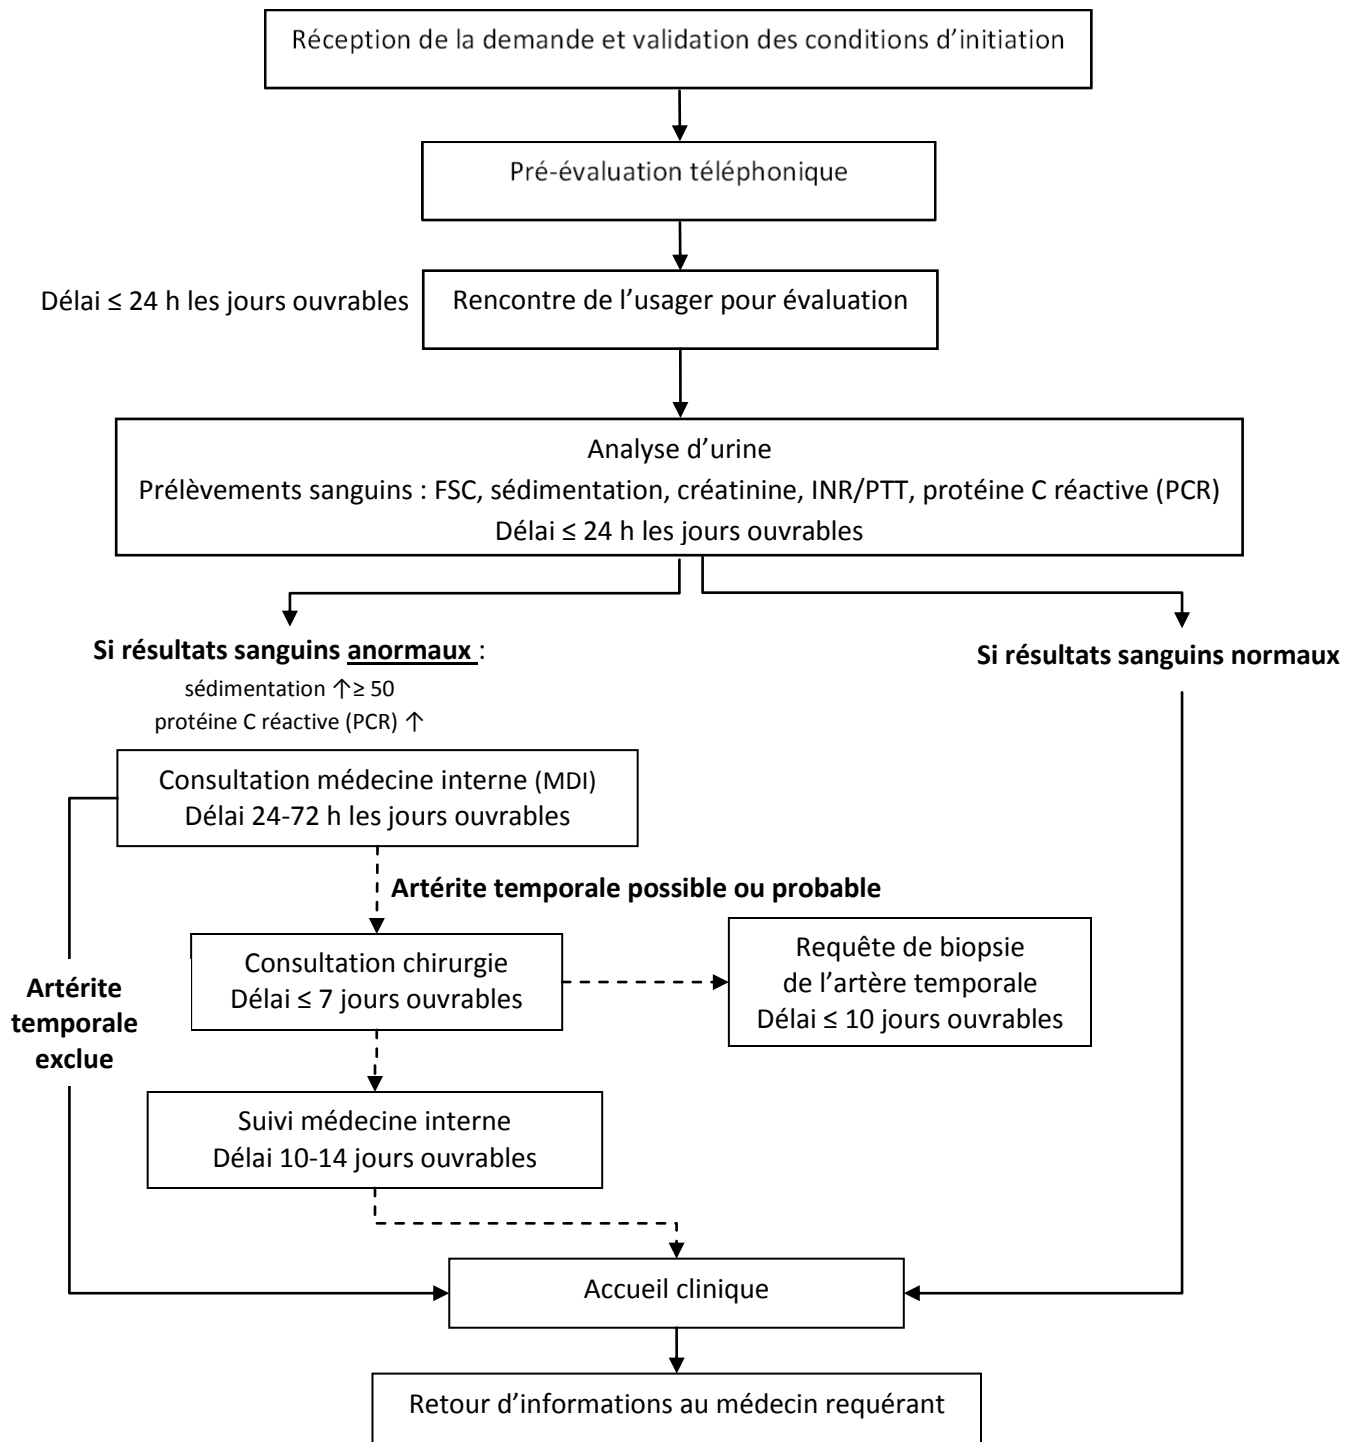 Réception de la demande et validation des conditions d’initiation
Pré-évaluation téléphonique
Délai ≤ 24 h les jours ouvrables
Rencontre de l’usager pour évaluation
Analyse d’urine
Prélèvements sanguins : FSC, sédimentation, créatinine, INR/PTT, protéine C réactive (PCR)
Délai ≤ 24 h les jours ouvrables
Si résultats sanguins anormaux :
sédimentation ↑≥ 50
protéine C réactive (PCR) ↑
Si résultats sanguins normaux
Consultation médecine interne (MDI)
Délai 24-72 h les jours ouvrables
Artérite temporale possible ou probable
Consultation chirurgie
Délai ≤ 7 jours ouvrables
Requête de biopsie
de l’artère temporale
Délai ≤ 10 jours ouvrables
Artérite
temporale
exclue
Suivi médecine interne
Délai 10-14 jours ouvrables
Accueil clinique
Retour d’informations au médecin requérant